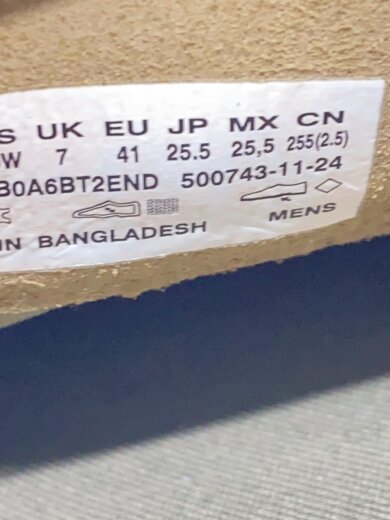 S UK EU JP MX CN
W 7 41 25.5 25,5 255(2.5)
B0A6BT2END 500743-11-24
IN BANGLADESH MENS